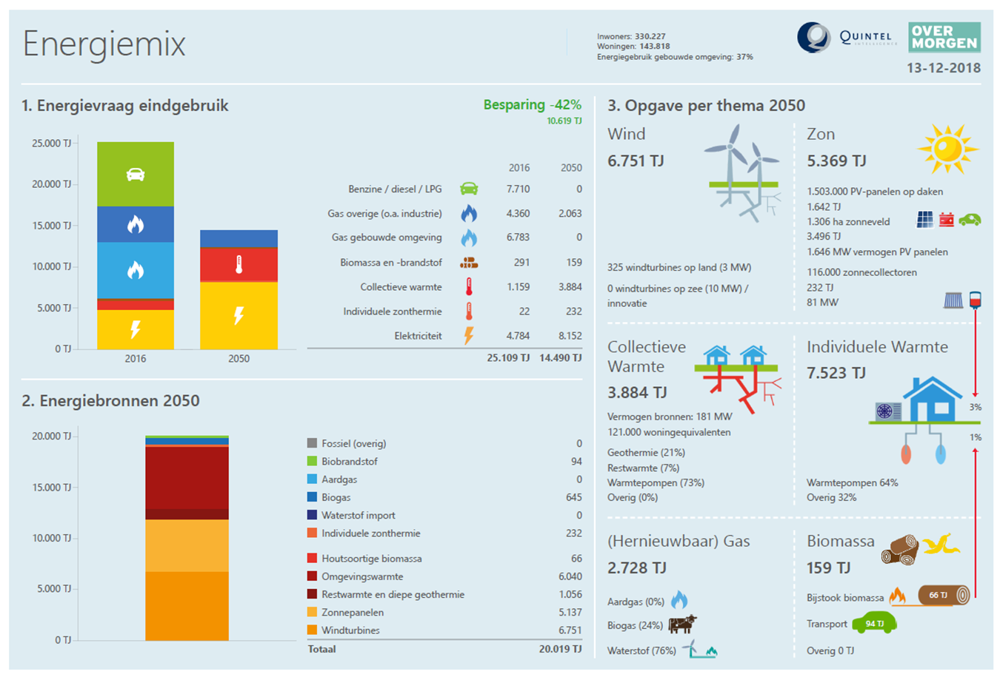 Energiemix
Inwoners: 330.227
Woningen: 143.818
Energiegebruik gebouwde omgeving: 37%
QUINTEL
INTELLIGENCE
OVER
MORGEN
13-12-2018
1. Energievraag eindgebruik
Besparing -42%
10.619 TJ
25.000 TJ
20.000 TJ
15.000 TJ
10.000 TJ
5.000 TJ
0 TJ
2016 2050
2016 2050
Benzine / diesel / LPG 7.710 0
Gas overige (o.a. industrie) 4.360 2.063
Gas gebouwde omgeving 6.783 0
Biomassa en -brandstof 291 159
Collectieve warmte 1.159 3.884
Individuele zonthermie 22 232
Elektriciteit 4.784 8.152
25.109 TJ 14.490 TJ
2. Energiebronnen 2050
20.000 TJ
15.000 TJ
10.000 TJ
5.000 TJ
0 TJ
Fossiel (overig) 0
Biobrandstof 94
Aardgas 0
Biogas 645
Waterstof import 0
Individuele zonthermie 232
Houtsoortige biomassa 66
Omgevingswarmte 6.040
Restwarmte en diepe geothermie 1.056
Zonnepanelen 5.137
Windturbines 6.751
Totaal 20.019 TJ
3. Opgave per thema 2050
Wind
6.751 TJ
325 windturbines op land (3 MW)
0 windturbines op zee (10 MW) /
innovatie
Zon
5.369 TJ
1.503.000 PV-panelen op daken
1.642 TJ
1.306 ha zonneveld
3.496 TJ
1.646 MW vermogen PV panelen
116.000 zonnecollectoren
232 TJ
81 MW
Collectieve
Warmte
3.884 TJ
Vermogen bronnen: 181 MW
121.000 woningequivalenten
Geothermie (21%)
Restwarmte (7%)
Warmtepompen (73%)
Overig (0%)
Individuele Warmte
7.523 TJ
3%
1%
Warmtepompen 64%
Overig 32%
(Hernieuwbaar) Gas
2.728 TJ
Aardgas (0%)
Biogas (24%)
Waterstof (76%)
Biomassa
159 TJ
Bijstook biomassa 66 TJ
Transport 94 TJ
Overig 0 TJ